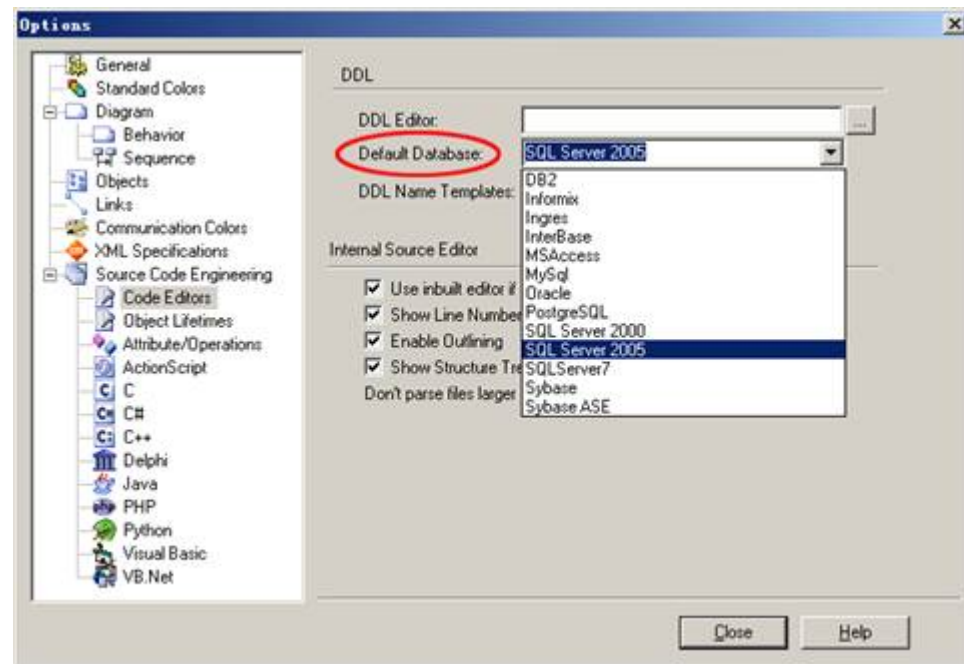 Options
General
Standard Colors
Diagram
Behavior
Sequence
Objects
Links
Communication Colors
XML Specifications
Source Code Engineering
Code Editors
Object Lifetimes
Attribute/Operations
ActionScript
C
C#
C++
Delphi
Java
PHP
Python
Visual Basic
VB.Net
DDL
DDL Editor:
...
Default Database:
SQL Server 2005
DDL Name Templates:
DB2
Informix
Ingres
InterBase
MSAccess
MySql
Oracle
PostgreSQL
SQL Server 2000
SQL Server 2005
SQLServer7
Sybase
Sybase ASE
Internal Source Editor
Use inbuilt editor if
Show Line Number
Enable Outlining
Show Structure Tre
Don't parse files larger
Close
Help